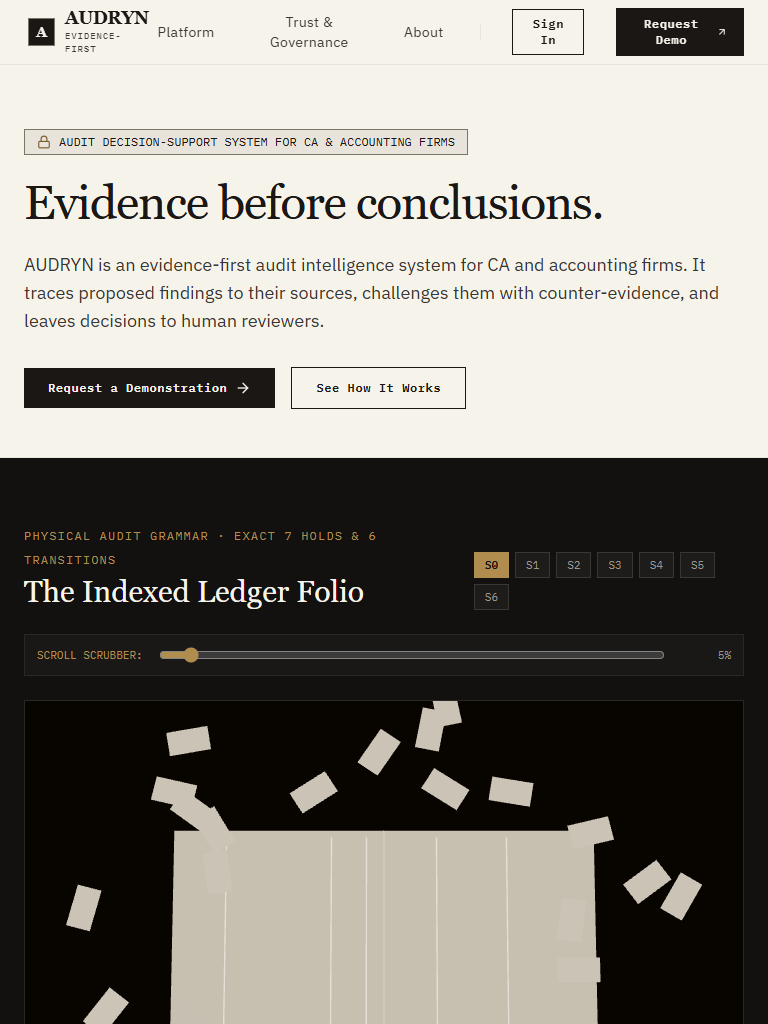 A
AUDRYN
EVIDENCE-
FIRST
Platform
Trust &
Governance
About
Sign
In
Request
Demo
AUDIT DECISION-SUPPORT SYSTEM FOR CA & ACCOUNTING FIRMS
Evidence before conclusions.
AUDRYN is an evidence-first audit intelligence system for CA and accounting firms. It
traces proposed findings to their sources, challenges them with counter-evidence, and
leaves decisions to human reviewers.
Request a Demonstration →
See How It Works
PHYSICAL AUDIT GRAMMAR · EXACT 7 HOLDS & 6
TRANSITIONS
The Indexed Ledger Folio
S0 S1 S2 S3 S4 S5
S6
SCROLL SCRUBBER: 5%